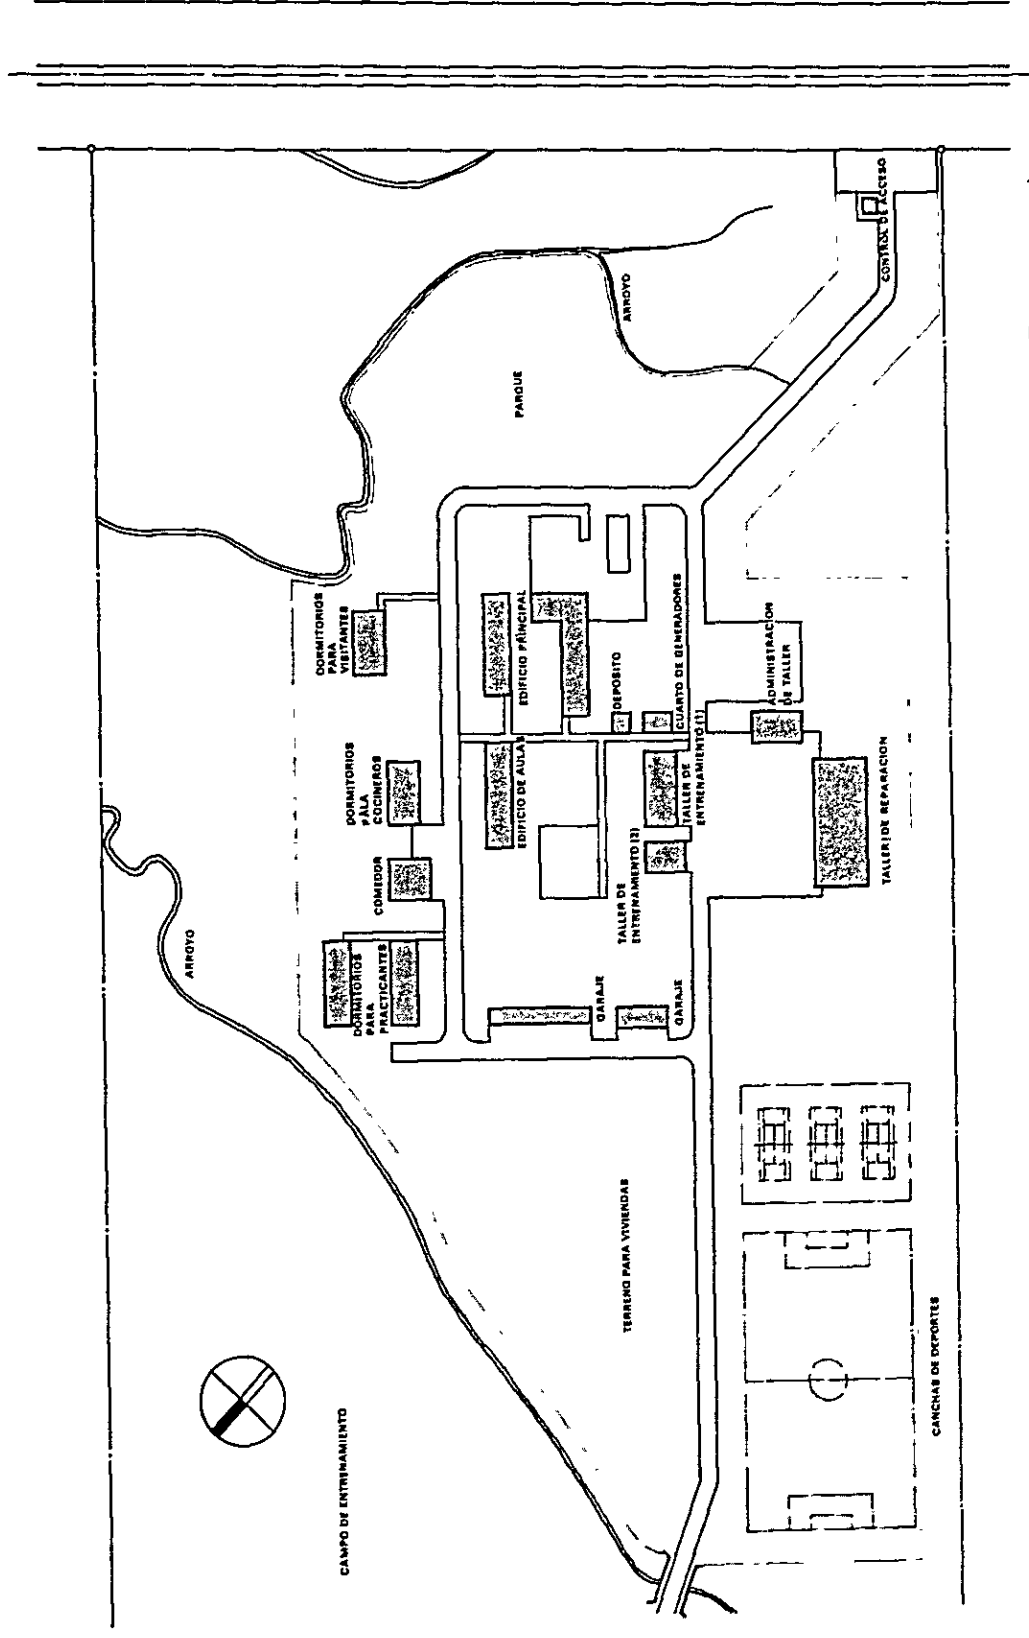 CONTROL DE ACCESO
ARROYO
PARQUE
DORMITORIOS
PARA
VISITANTES
EDIFICIO PRINCIPAL
DEPOSITO
CUARTO DE GENERADORES
ADMINISTRACION
DE TALLER
DORMITORIOS
PALA
COCINEROS
EDIFICIO DE AULAS
TALLER DE
ENTRENAMIENTO (1)
TALLER DE REPARACION
COMEDOR
TALLER DE
ENTRENAMIENTO (2)
ARROYO
DORMITORIOS
PARA
PRACTICANTES
GARAJE
GARAJE
TERRENO PARA VIVIENDAS
CANCHAS DE DEPORTES
CAMPO DE ENTRENAMIENTO